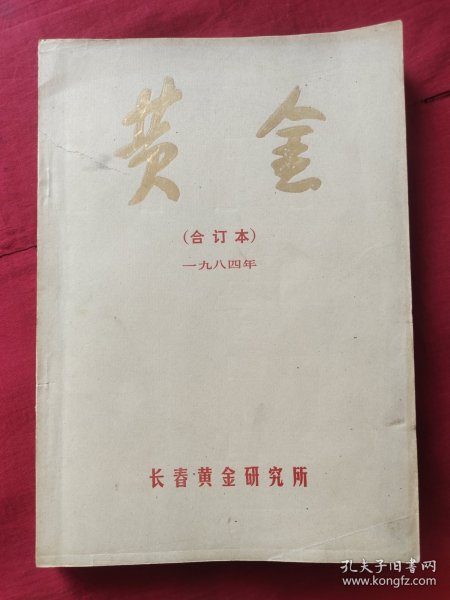 黄金
(合订本)
一九八四年
长春黄金研究所
孔夫子旧书网
www.kongfz.com